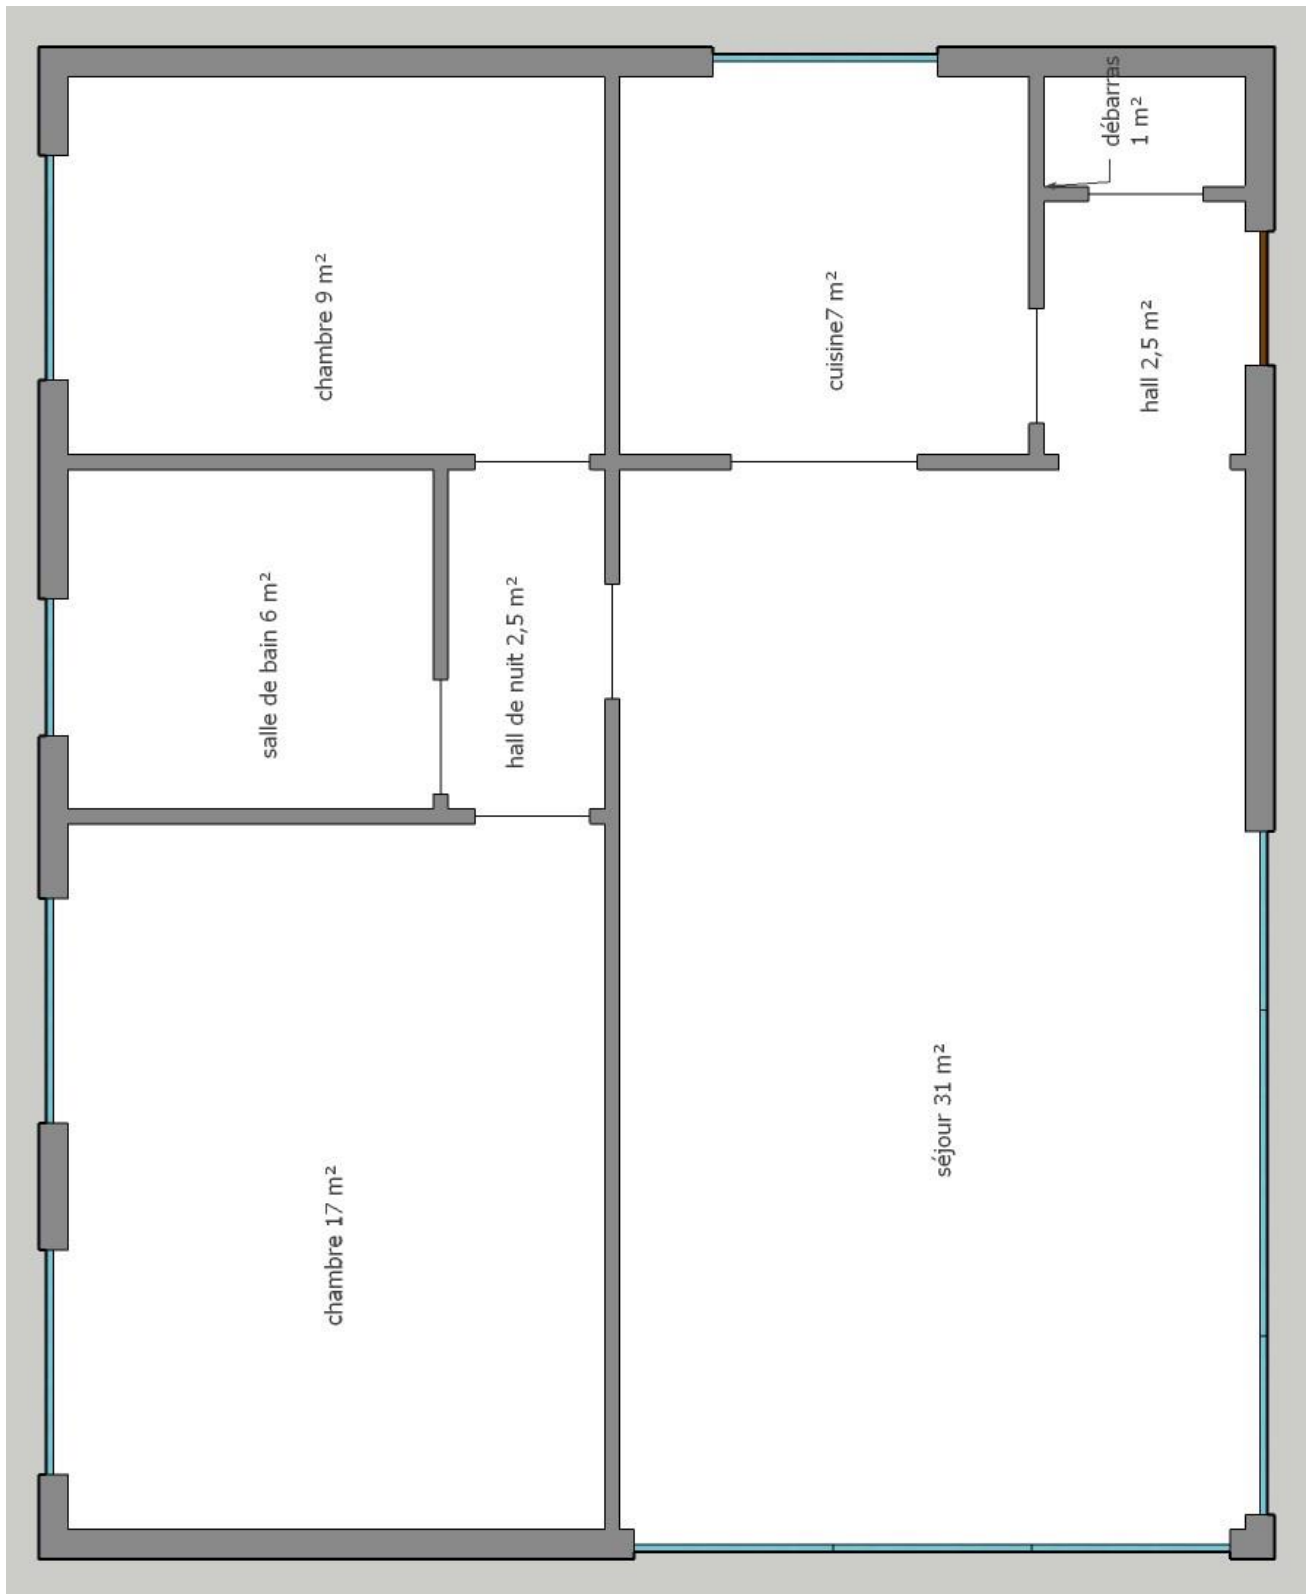 débarras
1 m²
chambre 9 m²
cuisine7 m²
hall 2,5 m²
salle de bain 6 m²
hall de nuit 2,5 m²
séjour 31 m²
chambre 17 m²